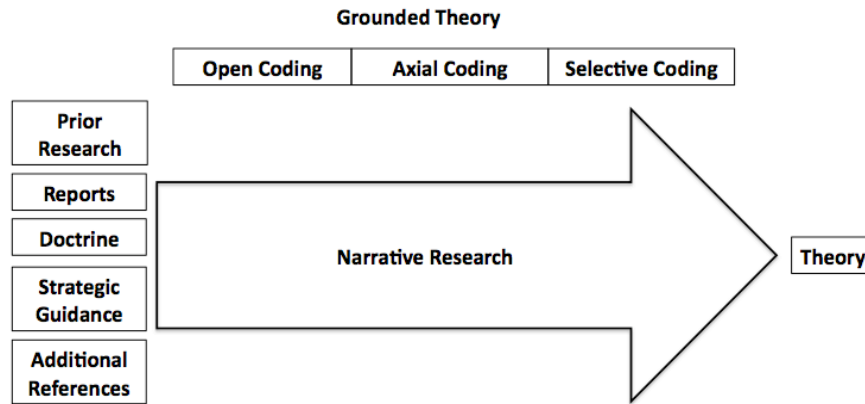 Grounded Theory
Open Coding
Axial Coding
Selective Coding
Prior
Research
Reports
Doctrine
Strategic
Guidance
Additional
References
Narrative Research
Theory